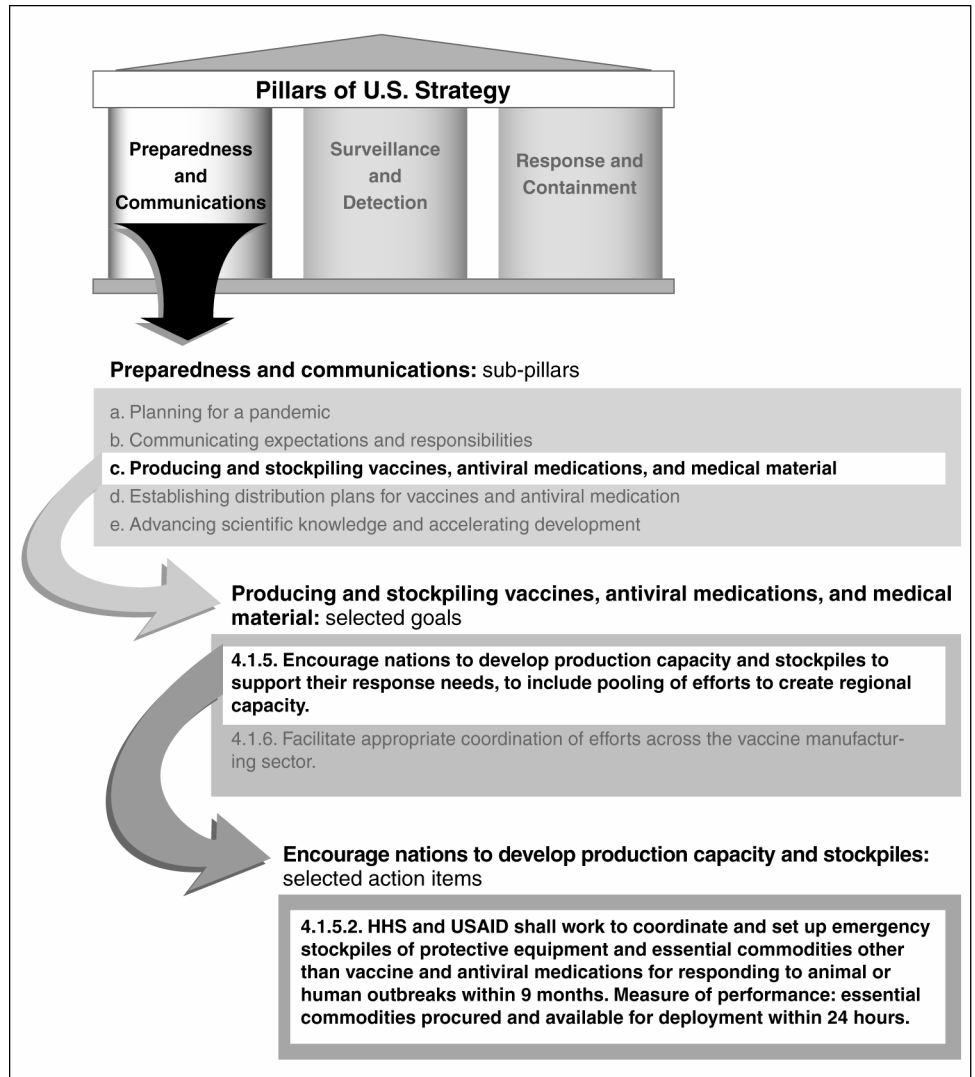 Pillars of U.S. Strategy
Preparedness
and
Communications
Surveillance
and
Detection
Response and
Containment
Preparedness and communications: sub-pillars
a. Planning for a pandemic
b. Communicating expectations and responsibilities
c. Producing and stockpiling vaccines, antiviral medications, and medical material
d. Establishing distribution plans for vaccines and antiviral medication
e. Advancing scientific knowledge and accelerating development
Producing and stockpiling vaccines, antiviral medications, and medical
material: selected goals
4.1.5. Encourage nations to develop production capacity and stockpiles to
support their response needs, to include pooling of efforts to create regional
capacity.
4.1.6. Facilitate appropriate coordination of efforts across the vaccine manufactur-
ing sector.
Encourage nations to develop production capacity and stockpiles:
selected action items
4.1.5.2. HHS and USAID shall work to coordinate and set up emergency
stockpiles of protective equipment and essential commodities other
than vaccine and antiviral medications for responding to animal or
human outbreaks within 9 months. Measure of performance: essential
commodities procured and available for deployment within 24 hours.